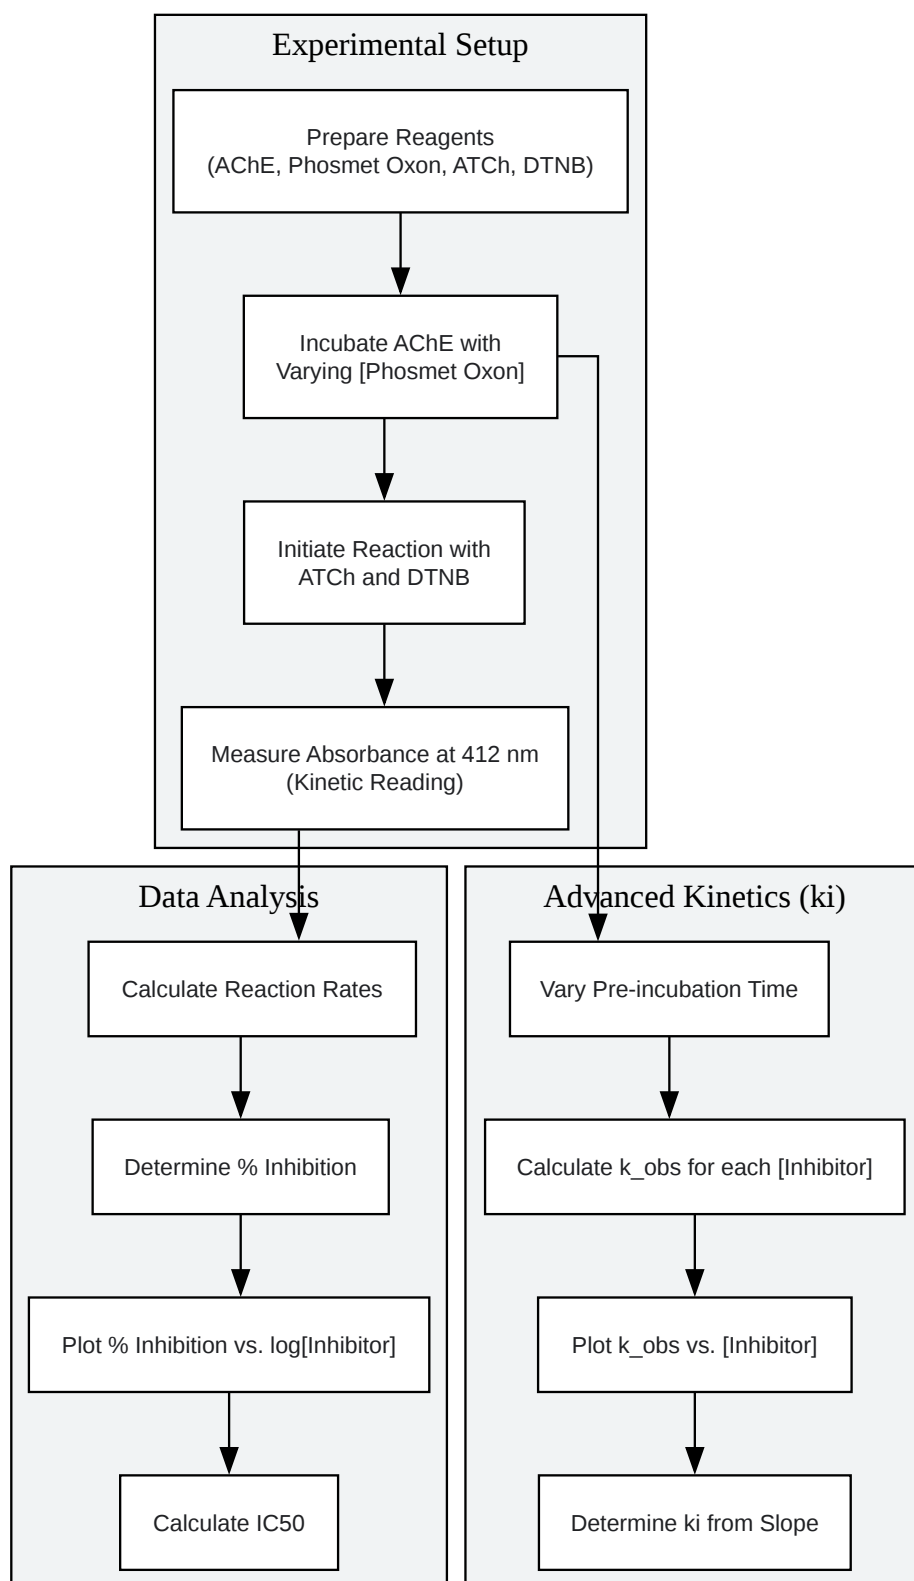 Experimental Setup
Prepare Reagents
(AChE, Phosmet Oxon, ATCh, DTNB)
Incubate AChE with
Varying [Phosmet Oxon]
Initiate Reaction with
ATCh and DTNB
Measure Absorbance at 412 nm
(Kinetic Reading)
Data Analysis
Calculate Reaction Rates
Determine % Inhibition
Plot % Inhibition vs. log[Inhibitor]
Calculate IC50
Advanced Kinetics (ki)
Vary Pre-incubation Time
Calculate k_obs for each [Inhibitor]
Plot k_obs vs. [Inhibitor]
Determine ki from Slope